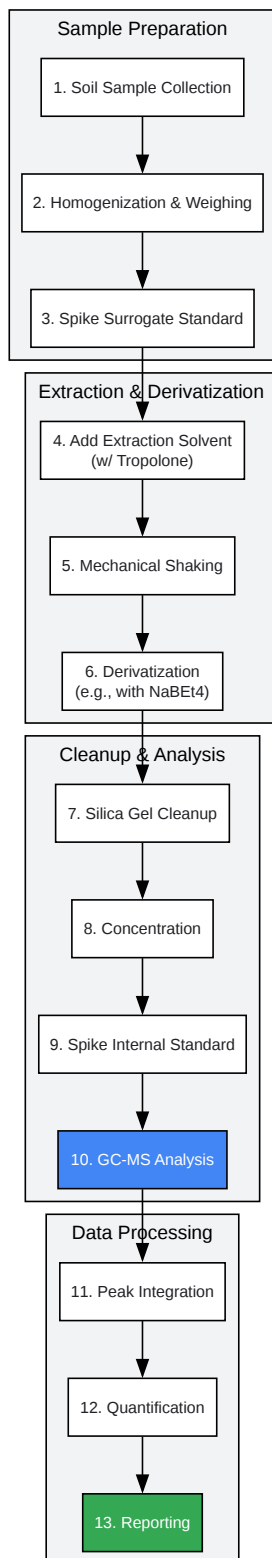 Sample Preparation
1. Soil Sample Collection
2. Homogenization & Weighing
3. Spike Surrogate Standard
Extraction & Derivatization
4. Add Extraction Solvent
(w/ Tropolone)
5. Mechanical Shaking
6. Derivatization
(e.g., with NaBEt4)
Cleanup & Analysis
7. Silica Gel Cleanup
8. Concentration
9. Spike Internal Standard
10. GC-MS Analysis
Data Processing
11. Peak Integration
12. Quantification
13. Reporting